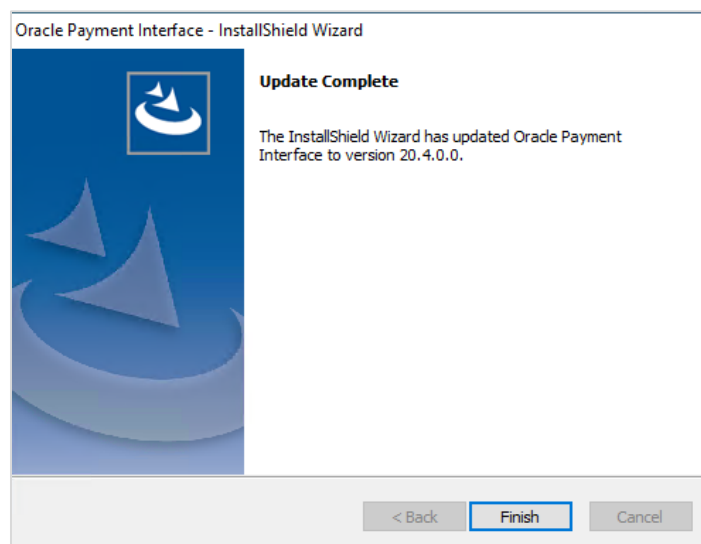 Oracle Payment Interface - InstallShield Wizard
Update Complete
The InstallShield Wizard has updated Oracle Payment
Interface to version 20.4.0.0.
< Back
Finish
Cancel